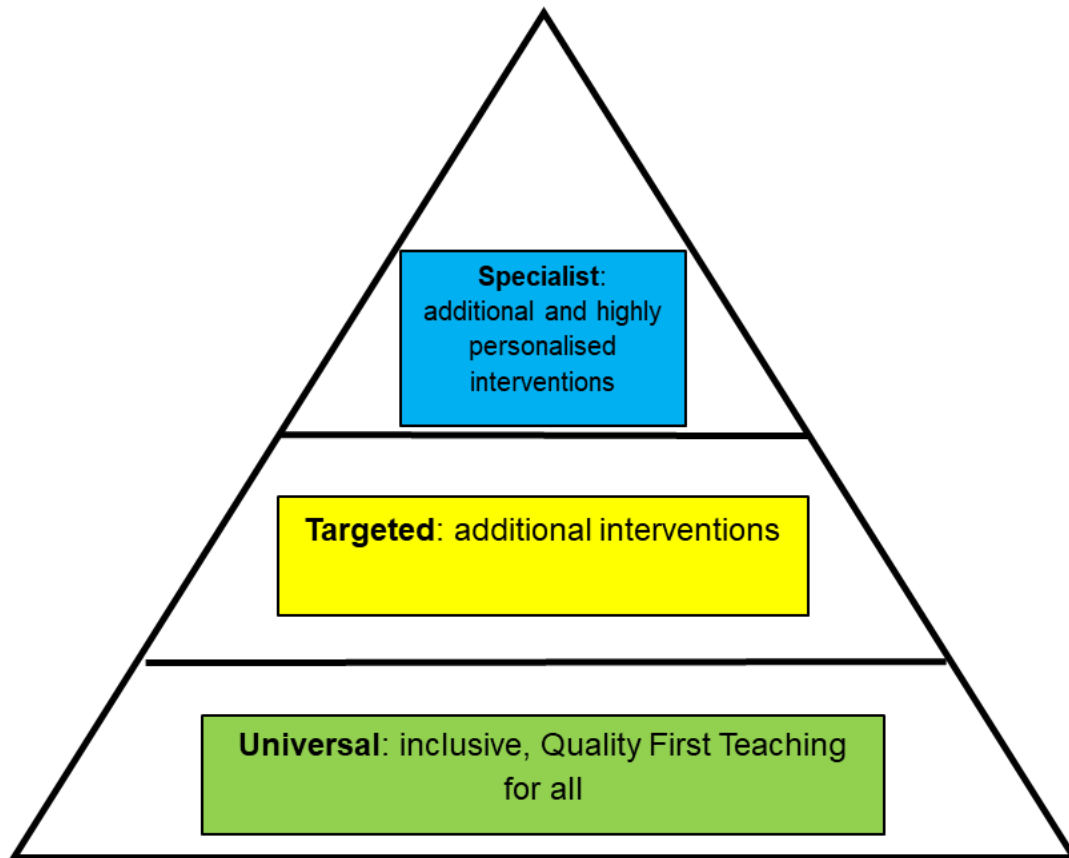 Specialist:
additional and highly
personalised
interventions
Targeted: additional interventions
Universal: inclusive, Quality First Teaching
for all